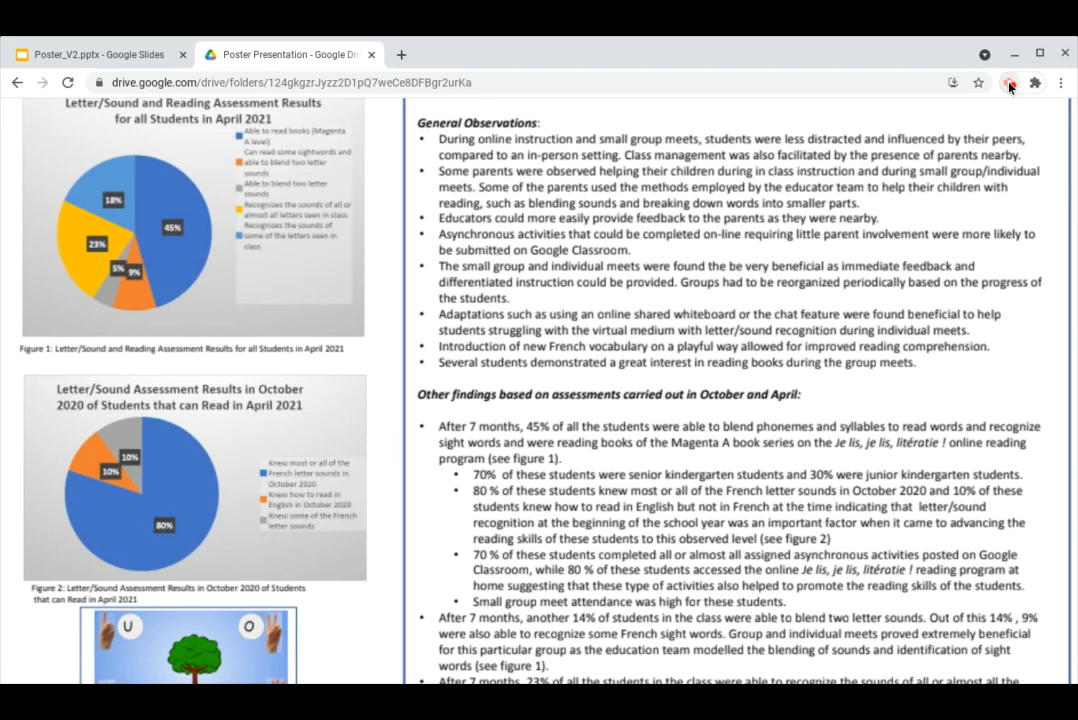 Poster_V2.pptx - Google Slides
Poster Presentation - Google Dri
drive.google.com/drive/folders/124gkgzrJyzz2D1pQ7weCe8DFBgr2urKa
Letter/Sound and Reading Assessment Results
for all Students in April 2021
Able to read books (Magenta
A level)
Can read some sightwords and
able to blend two letter
sounds
Able to blend two letter
sounds
Recognizes the sounds of all or
almost all letters seen in class
Recognizes the sounds of
some of the letters seen in
class
18%
45%
23%
5%
9%
Figure 1: Letter/Sound and Reading Assessment Results for all Students in April 2021
Letter/Sound Assessment Results in October
2020 of Students that can Read in April 2021
Knew most or all of the
French letter sounds in
October 2020
Knew how to read in
English in October 2020
Knew some of the French
letter sounds
10%
10%
80%
Figure 2: Letter/Sound Assessment Results in October 2020 of Students
that can Read in April 2021
U
O
General Observations:
• During online instruction and small group meets, students were less distracted and influenced by their peers,
compared to an in-person setting. Class management was also facilitated by the presence of parents nearby.
• Some parents were observed helping their children during in class instruction and during small group/individual
meets. Some of the parents used the methods employed by the educator team to help their children with
reading, such as blending sounds and breaking down words into smaller parts.
• Educators could more easily provide feedback to the parents as they were nearby.
• Asynchronous activities that could be completed on-line requiring little parent involvement were more likely to
be submitted on Google Classroom.
• The small group and individual meets were found the be very beneficial as immediate feedback and
differentiated instruction could be provided. Groups had to be reorganized periodically based on the progress of
the students.
• Adaptations such as using an online shared whiteboard or the chat feature were found beneficial to help
students struggling with the virtual medium with letter/sound recognition during individual meets.
• Introduction of new French vocabulary on a playful way allowed for improved reading comprehension.
• Several students demonstrated a great interest in reading books during the group meets.
Other findings based on assessments carried out in October and April:
• After 7 months, 45% of all the students were able to blend phonemes and syllables to read words and recognize
sight words and were reading books of the Magenta A book series on the Je lis, je lis, litératie ! online reading
program (see figure 1).
• 70% of these students were senior kindergarten students and 30% were junior kindergarten students.
• 80 % of these students knew most or all of the French letter sounds in October 2020 and 10% of these
students knew how to read in English but not in French at the time indicating that letter/sound
recognition at the beginning of the school year was an important factor when it came to advancing the
reading skills of these students to this observed level (see figure 2)
• 70 % of these students completed all or almost all assigned asynchronous activities posted on Google
Classroom, while 80 % of these students accessed the online Je lis, je lis, litératie ! reading program at
home suggesting that these type of activities also helped to promote the reading skills of the students.
• Small group meet attendance was high for these students.
• After 7 months, another 14% of students in the class were able to blend two letter sounds. Out of this 14% , 9%
were also able to recognize some French sight words. Group and individual meets proved extremely beneficial
for this particular group as the education team modelled the blending of sounds and identification of sight
words (see figure 1).
• After 7 months, 23% of all the students in the class were able to recognize the sounds of all or almost all the